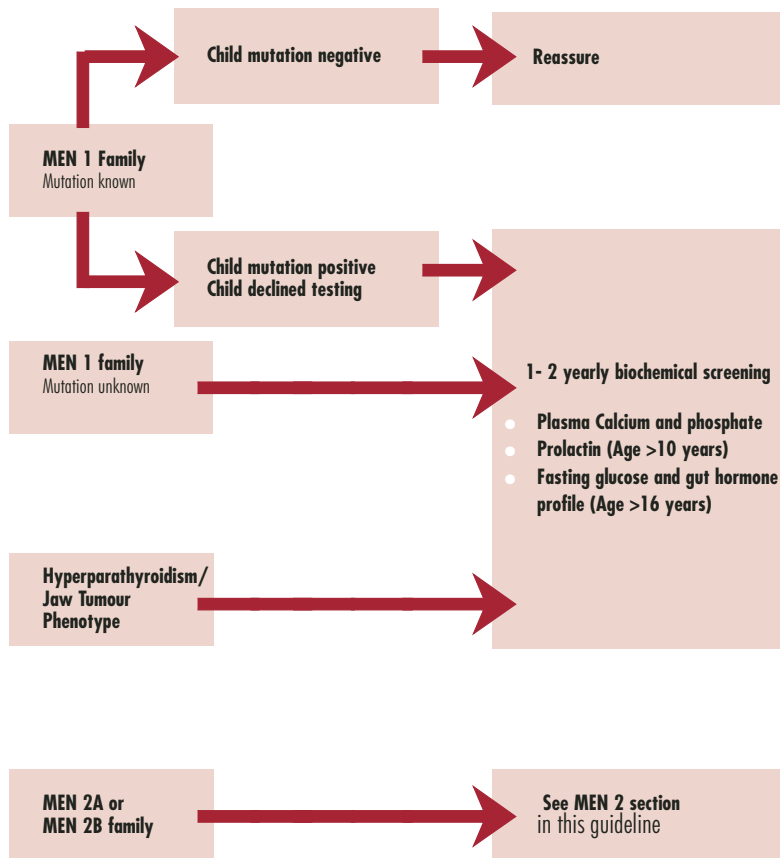 Child mutation negative
Reassure
MEN 1 Family
Mutation known
Child mutation positive
Child declined testing
MEN 1 family
Mutation unknown
1- 2 yearly biochemical screening
Plasma Calcium and phosphate
Prolactin (Age >10 years)
Fasting glucose and gut hormone
profile (Age >16 years)
Hyperparathyroidism/
Jaw Tumour
Phenotype
MEN 2A or
MEN 2B family
See MEN 2 section
in this guideline